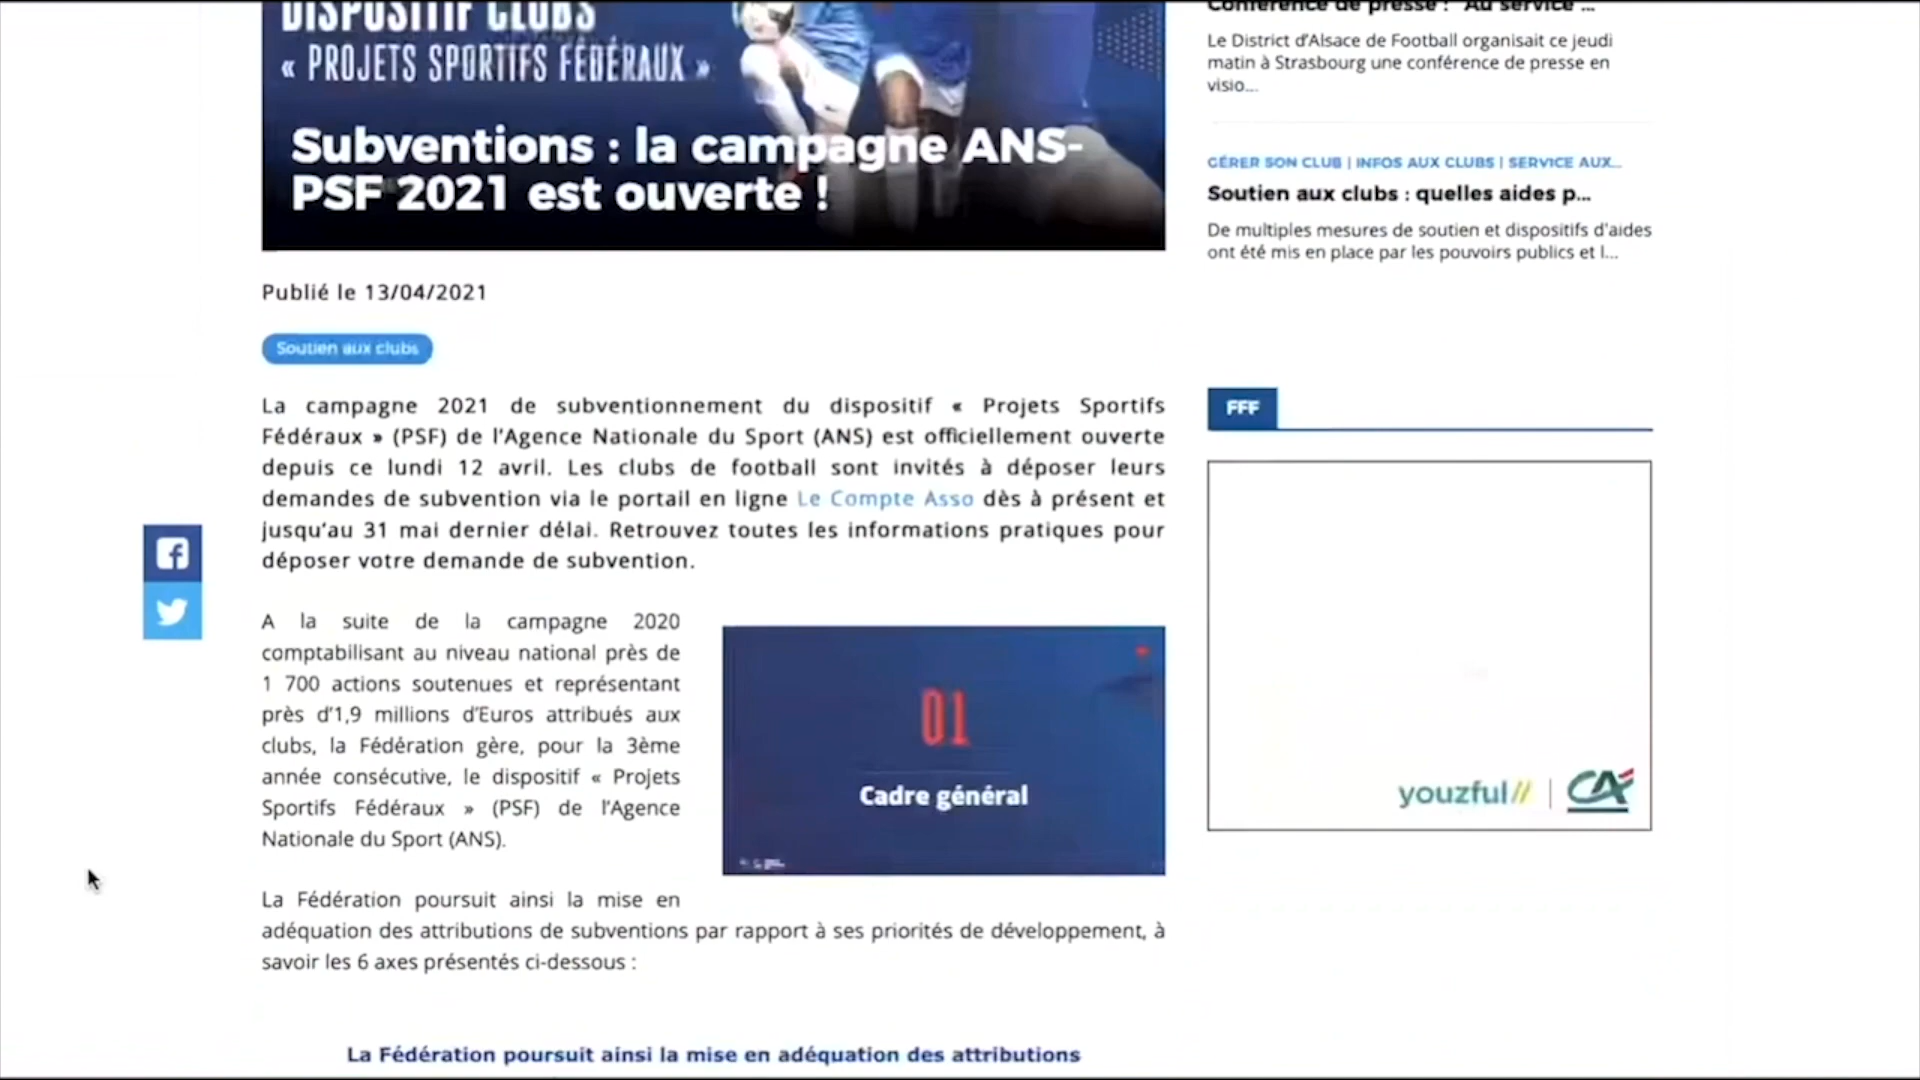 DISPOSITIF CLUBS
« PROJETS SPORTIFS FÉDÉRAUX »
Subventions : la campagne ANS-
PSF 2021 est ouverte !
Publié le 13/04/2021
Soutien aux clubs
La campagne 2021 de subventionnement du dispositif « Projets Sportifs
Fédéraux » (PSF) de l'Agence Nationale du Sport (ANS) est officiellement ouverte
depuis ce lundi 12 avril. Les clubs de football sont invités à déposer leurs
demandes de subvention via le portail en ligne Le Compte Asso dès à présent et
jusqu'au 31 mai dernier délai. Retrouvez toutes les informations pratiques pour
déposer votre demande de subvention.
A la suite de la campagne 2020
comptabilisant au niveau national près de
1 700 actions soutenues et représentant
près d'1,9 millions d'Euros attribués aux
clubs, la Fédération gère, pour la 3ème
année consécutive, le dispositif « Projets
Sportifs Fédéraux » (PSF) de l'Agence
Nationale du Sport (ANS).
01
Cadre général
La Fédération poursuit ainsi la mise en
adéquation des attributions de subventions par rapport à ses priorités de développement, à
savoir les 6 axes présentés ci-dessous :
La Fédération poursuit ainsi la mise en adéquation des attributions
Conférence de presse : "Au service ...
Le District d'Alsace de Football organisait ce jeudi
matin à Strasbourg une conférence de presse en
visio...
GÉRER SON CLUB | INFOS AUX CLUBS | SERVICE AUX...
Soutien aux clubs : quelles aides p...
De multiples mesures de soutien et dispositifs d'aides
ont été mis en place par les pouvoirs publics et l...
FFF
youzful// | CA